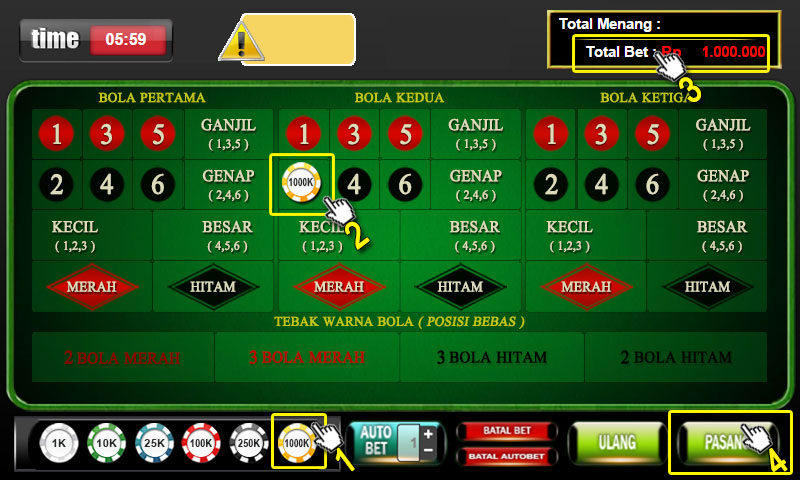 time 05:59
Total Menang :
Total Bet : Rp 1.000.000
3
BOLA PERTAMA BOLA KEDUA BOLA KETIGA
1 3 5 GANJIL 1 3 5 GANJIL 1 3 5 GANJIL
( 1,3,5 ) ( 1,3,5 ) ( 1,3,5 )
2 4 6 GENAP 1000K 4 6 GENAP 2 4 6 GENAP
( 2,4,6 ) ( 2,4,6 ) ( 2,4,6 )
2
KECIL BESAR KECIL BESAR KECIL BESAR
( 1,2,3 ) ( 4,5,6 ) ( 1,2,3 ) ( 4,5,6 ) ( 1,2,3 ) ( 4,5,6 )
MERAH HITAM MERAH HITAM MERAH HITAM
TEBAK WARNA BOLA ( POSISI BEBAS )
2 BOLA MERAH 3 BOLA MERAH 3 BOLA HITAM 2 BOLA HITAM
1K 10K 25K 100K 250K 1000K 1
AUTO BET 1 + −
BATAL BET
BATAL AUTOBET
ULANG
PASANG
4